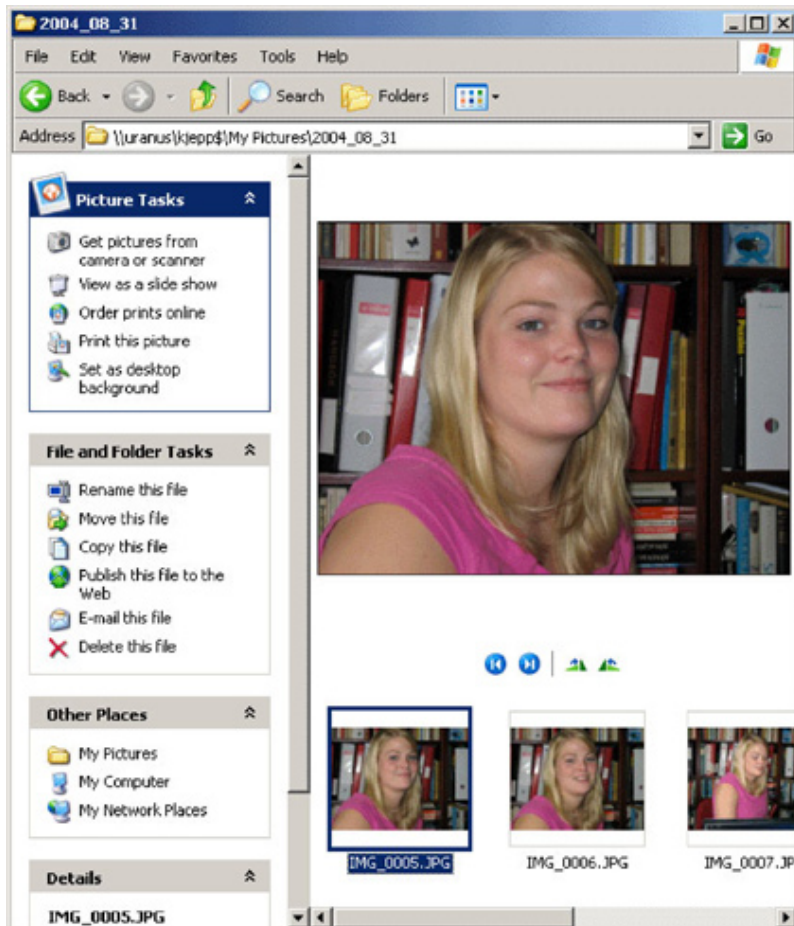 2004_08_31
File Edit View Favorites Tools Help
Back Search Folders
Address \\uranus\kjepp$\My Pictures\2004_08_31 Go
Picture Tasks
Get pictures from
camera or scanner
View as a slide show
Order prints online
Print this picture
Set as desktop
background
File and Folder Tasks
Rename this file
Move this file
Copy this file
Publish this file to the
Web
E-mail this file
Delete this file
Other Places
My Pictures
My Computer
My Network Places
Details
IMG_0005.JPG
IMG_0005.JPG IMG_0006.JPG IMG_0007.JP